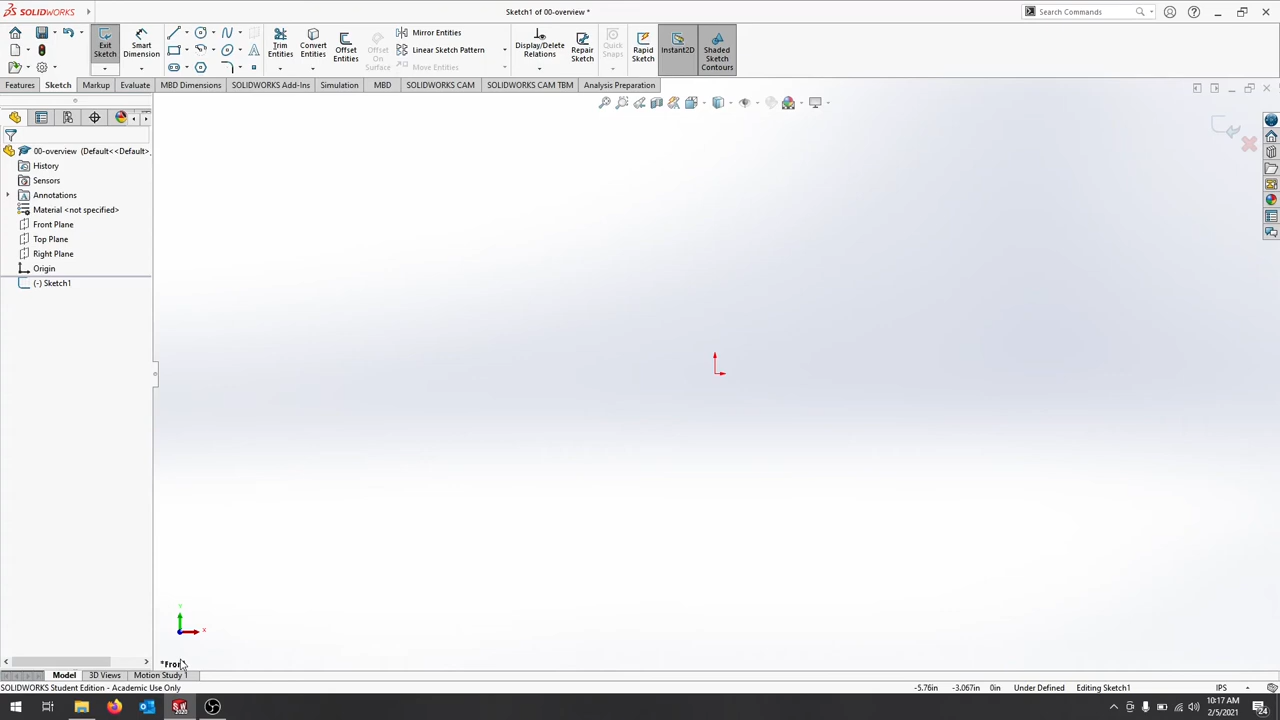 SOLIDWORKS
Sketch1 of 00-overview *
Search Commands
Exit Sketch
Smart Dimension
Trim Entities
Convert Entities
Offset Entities
Offset On Surface
Mirror Entities
Linear Sketch Pattern
Move Entities
Display/Delete Relations
Repair Sketch
Quick Snaps
Rapid Sketch
Instant2D
Shaded Sketch Contours
Features
Sketch
Markup
Evaluate
MBD Dimensions
SOLIDWORKS Add-Ins
Simulation
MBD
SOLIDWORKS CAM
SOLIDWORKS CAM TBM
Analysis Preparation
00-overview (Default<<Default>
History
Sensors
Annotations
Material <not specified>
Front Plane
Top Plane
Right Plane
Origin
(-) Sketch1
Y
X
Model
3D Views
Motion Study 1
SOLIDWORKS Student Edition - Academic Use Only
-5.76in
-3.067in
0in
Under Defined
Editing Sketch1
IPS
10:17 AM
2/5/2021
24